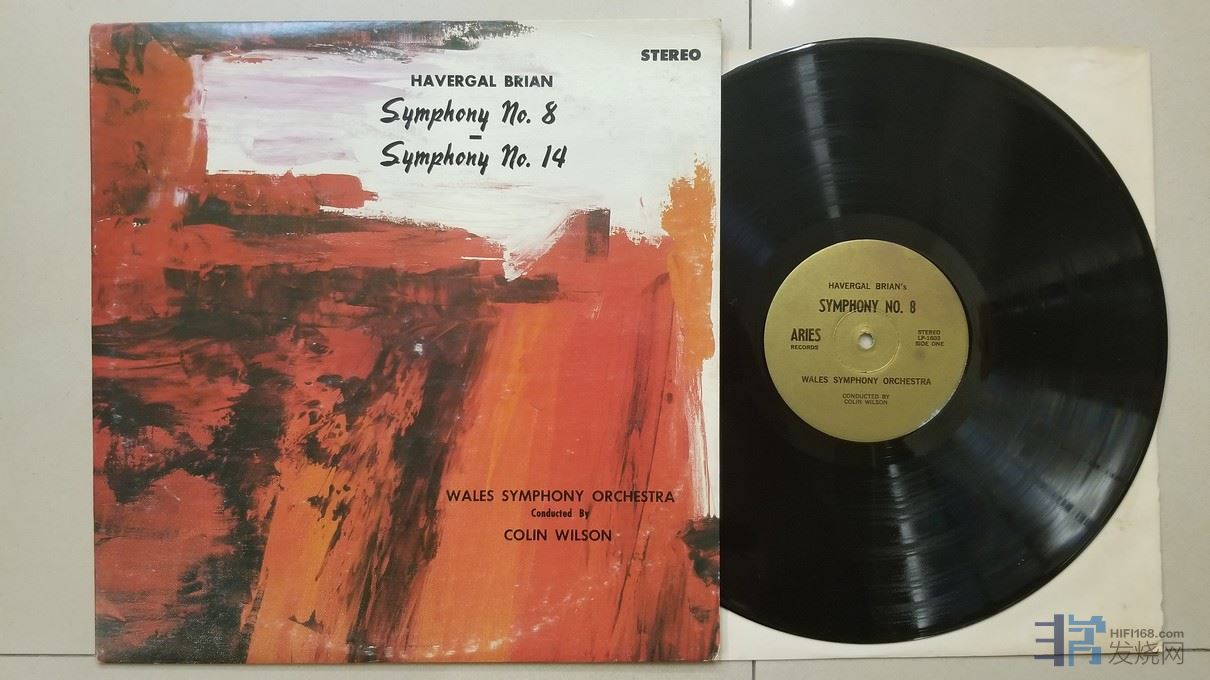 STEREO
HAVERGAL BRIAN
Symphony No. 8
–
Symphony No. 14
WALES SYMPHONY ORCHESTRA
Conducted By
COLIN WILSON
HAVERGAL BRIAN's
SYMPHONY NO. 8
ARIES
RECORDS
STEREO
LP-1603
SIDE ONE
WALES SYMPHONY ORCHESTRA
CONDUCTED BY
COLIN WILSON
HIFI168.com
发烧网